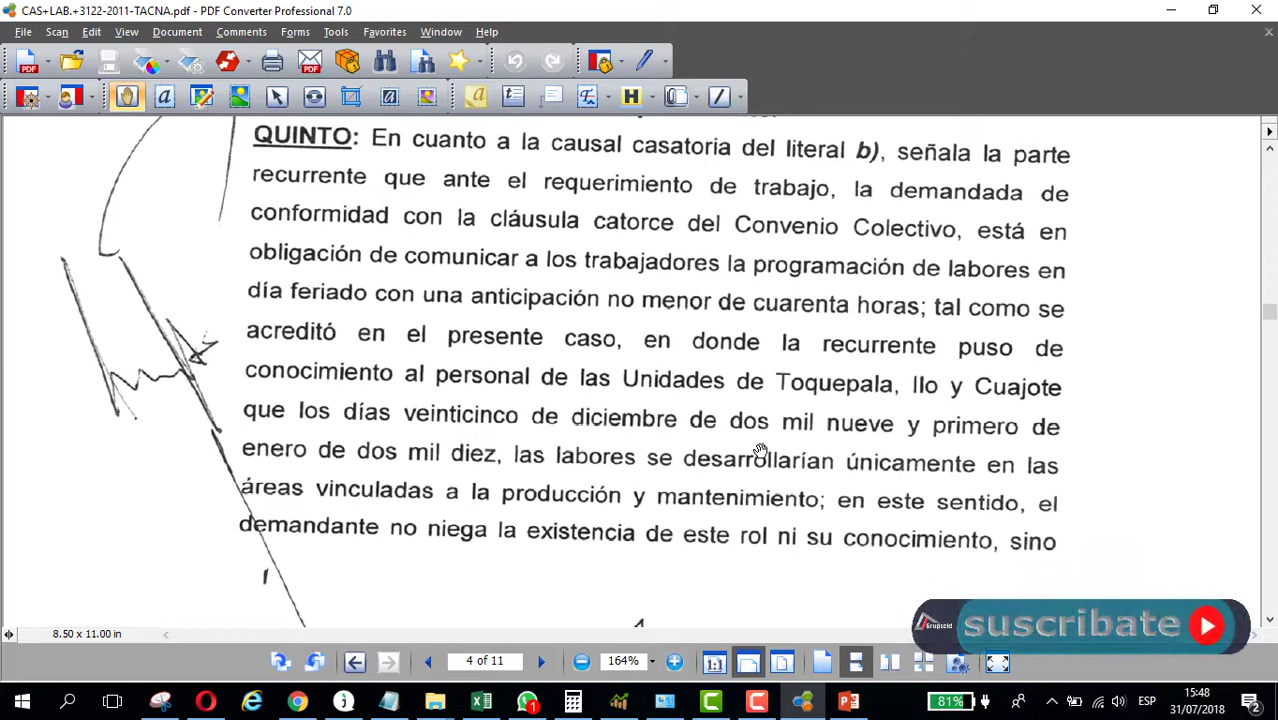 CAS+LAB.+3122-2011-TACNA.pdf - PDF Converter Professional 7.0
File Scan Edit View Document Comments Forms Tools Favorites Window Help
QUINTO: En cuanto a la causal casatoria del literal b), señala la parte
recurrente que ante el requerimiento de trabajo, la demandada de
conformidad con la cláusula catorce del Convenio Colectivo, está en
obligación de comunicar a los trabajadores la programación de labores en
día feriado con una anticipación no menor de cuarenta horas; tal como se
acreditó en el presente caso, en donde la recurrente puso de
conocimiento al personal de las Unidades de Toquepala, Ilo y Cuajote
que los días veinticinco de diciembre de dos mil nueve y primero de
enero de dos mil diez, las labores se desarrollarían únicamente en las
áreas vinculadas a la producción y mantenimiento; en este sentido, el
demandante no niega la existencia de este rol ni su conocimiento, sino
suscribate
8.50 x 11.00 in
4 of 11 164%
81% ESP 15:48
31/07/2018